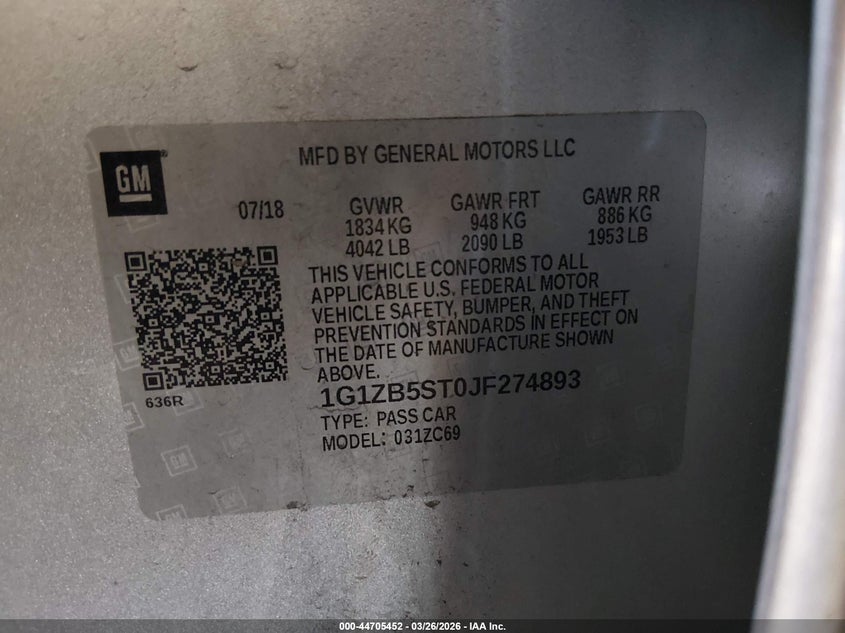 GM
MFD BY GENERAL MOTORS LLC
07/18
GVWR
1834 KG
4042 LB
GAWR FRT
948 KG
2090 LB
GAWR RR
886 KG
1953 LB
THIS VEHICLE CONFORMS TO ALL
APPLICABLE U.S. FEDERAL MOTOR
VEHICLE SAFETY, BUMPER, AND THEFT
PREVENTION STANDARDS IN EFFECT ON
THE DATE OF MANUFACTURE SHOWN
ABOVE.
636R
1G1ZB5ST0JF274893
TYPE: PASS CAR
MODEL: 031ZC69
000-44705452 - 03/26/2026 - IAA Inc.